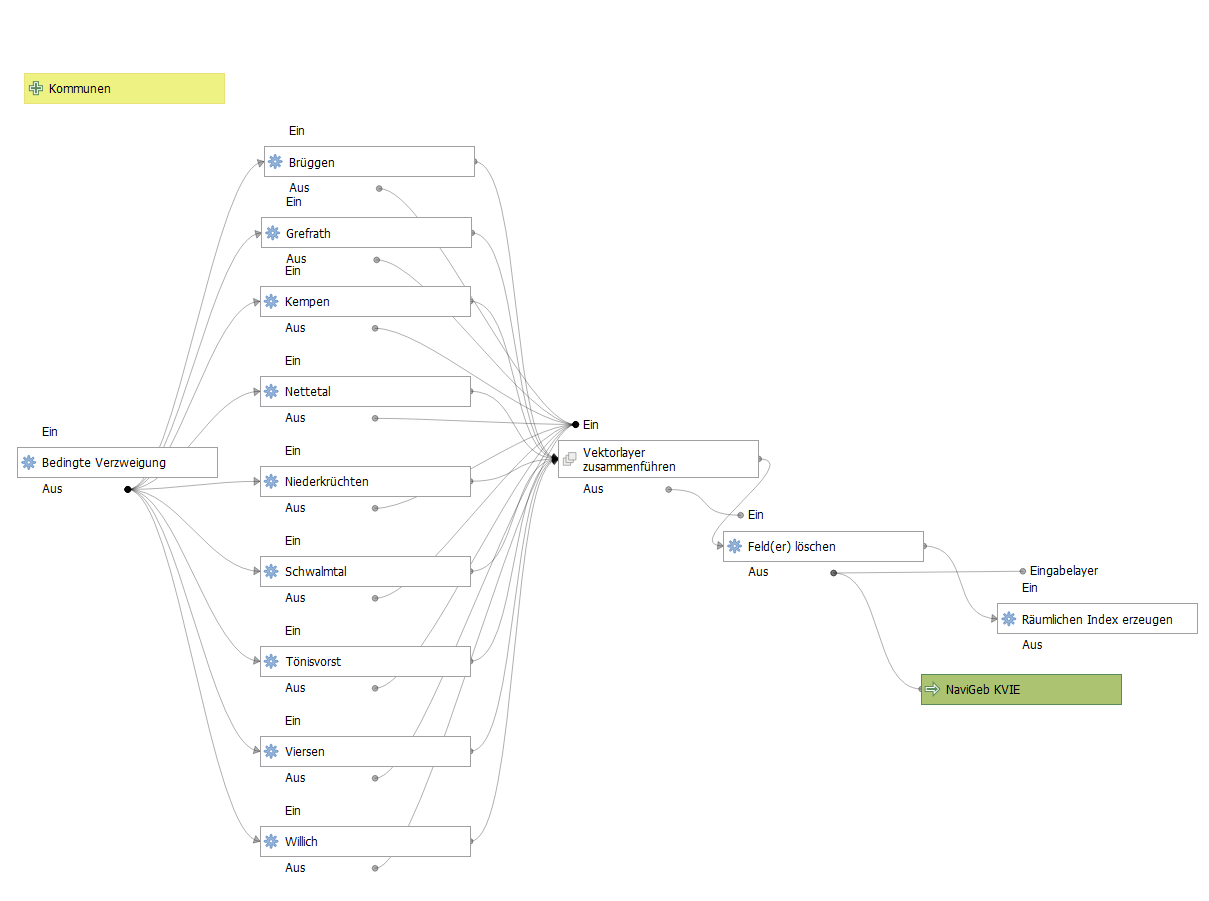 Kommunen
Ein
Brüggen
Aus
Ein
Grefrath
Aus
Ein
Kempen
Aus
Ein
Nettetal
Aus
Ein
Bedingte Verzweigung
Aus
Ein
Niederkrüchten
Aus
Ein
Schwalmtal
Aus
Ein
Tönisvorst
Aus
Ein
Viersen
Aus
Ein
Willich
Aus
Ein
Vektorlayer
zusammenführen
Aus
Ein
Feld(er) löschen
Aus
Eingabelayer
Ein
Räumlichen Index erzeugen
Aus
NaviGeb KVIE